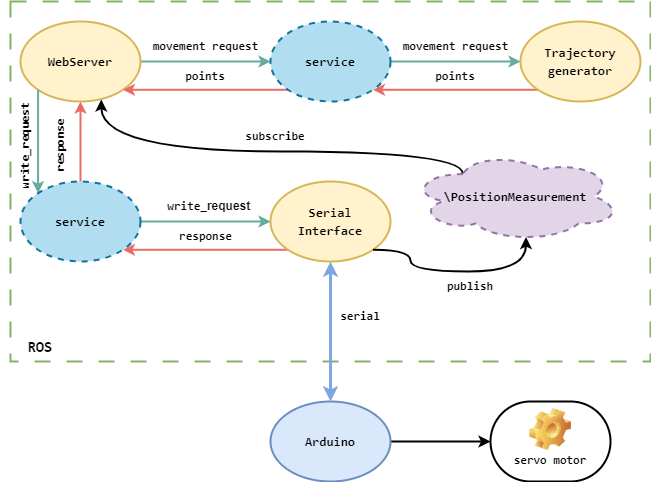 movement request
movement request
WebServer
service
Trajectory
generator
points
points
write_request
response
subscribe
\PositionMeasurement
service
write_request
response
Serial
Interface
publish
serial
ROS
Arduino
servo motor